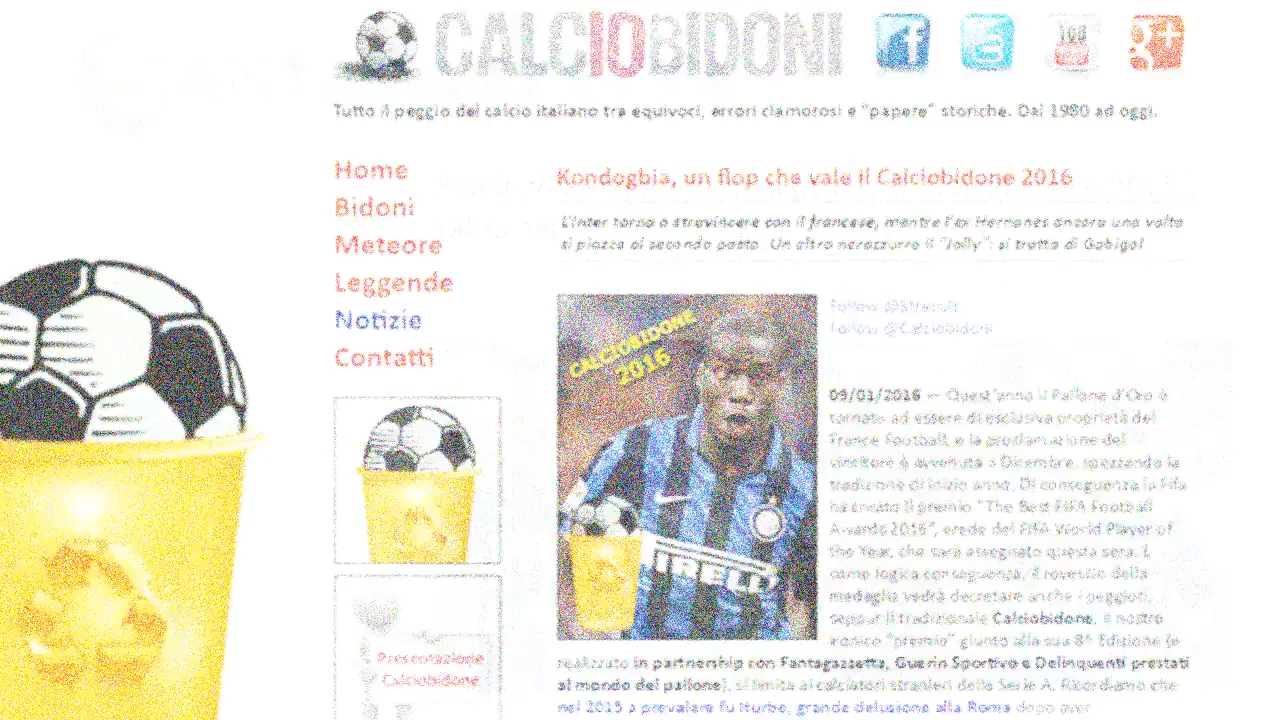 CALCIOBIDONI
Tutto il peggio del calcio italiano tra equivoci, errori clamorosi e "papere" storiche. Dal 1980 ad oggi.
Home
Bidoni
Meteore
Leggende
Notizie
Contatti
Kondogbia, un flop che vale il Calciobidone 2016
L'Inter torna a stravincere con il francese, mentre l'ex Hernanes ancora una volta
si piazza al secondo posto. Un altro nerazzurro il "Jolly": si tratta di Gabigol
CALCIOBIDONE
2016
PIRELLI
Follow @Stracult
Follow @Calciobidoni
09/01/2016 — Quest'anno il Pallone d'Oro è
tornato ad essere di esclusiva proprietà del
France Football, e la proclamazione del
vincitore è avvenuta a Dicembre, spezzando la
tradizione di inizio anno. Di conseguenza la Fifa
ha creato il premio "The Best FIFA Football
Awards 2016", erede del FIFA World Player of
the Year, che sarà assegnato questa sera. E
come logica conseguenza, il rovescio della
medaglia vedrà decretare anche i peggiori,
seppur il tradizionale Calciobidone, il nostro
ironico "premio" giunto alla sua 8ª Edizione (e
realizzato in partnership con Fantagazzetta, Guerin Sportivo e Delinquenti prestati
al mondo del pallone), si limita ai calciatori stranieri della Serie A. Ricordiamo che
nel 2015 a prevalere fu Iturbe, grande delusione alla Roma dopo aver
Presentazione
Calciobidone